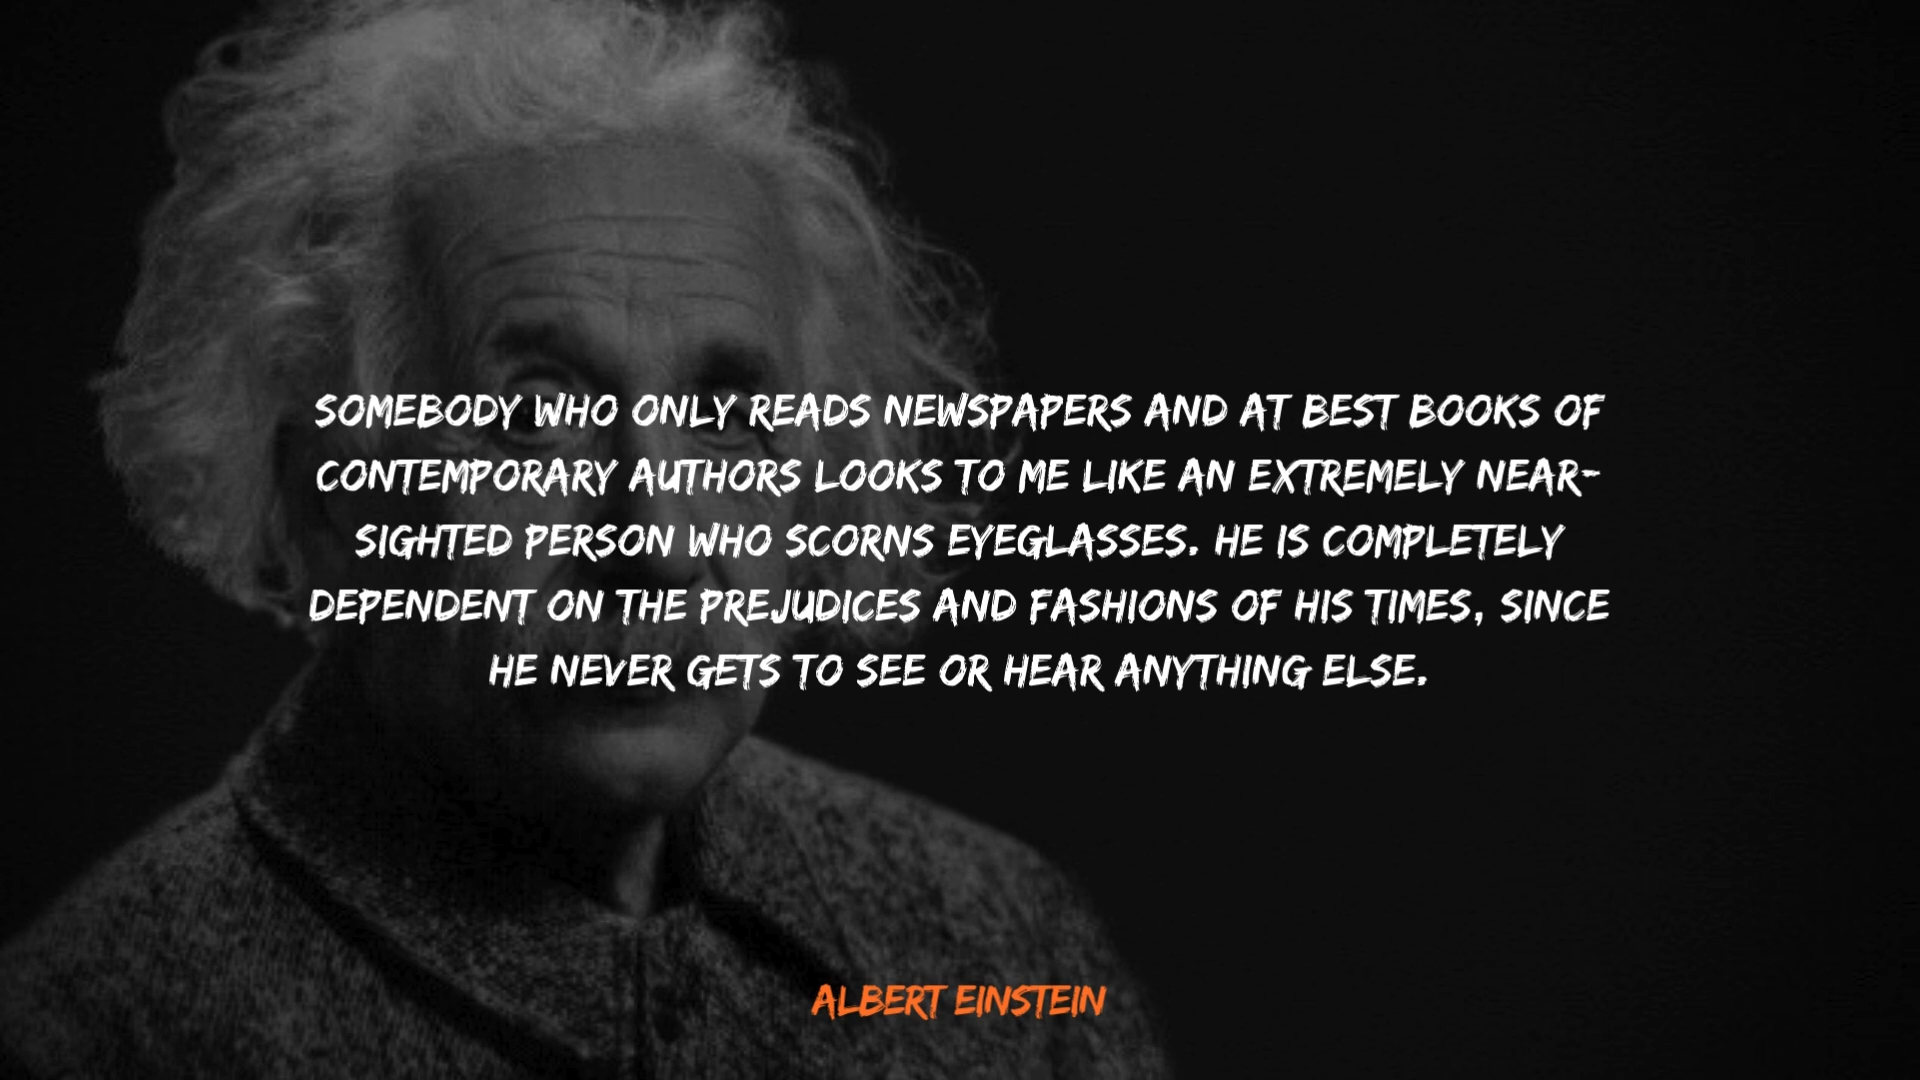 SOMEBODY WHO ONLY READS NEWSPAPERS AND AT BEST BOOKS OF
CONTEMPORARY AUTHORS LOOKS TO ME LIKE AN EXTREMELY NEAR-
SIGHTED PERSON WHO SCORNS EYEGLASSES. HE IS COMPLETELY
DEPENDENT ON THE PREJUDICES AND FASHIONS OF HIS TIMES, SINCE
HE NEVER GETS TO SEE OR HEAR ANYTHING ELSE.
ALBERT EINSTEIN